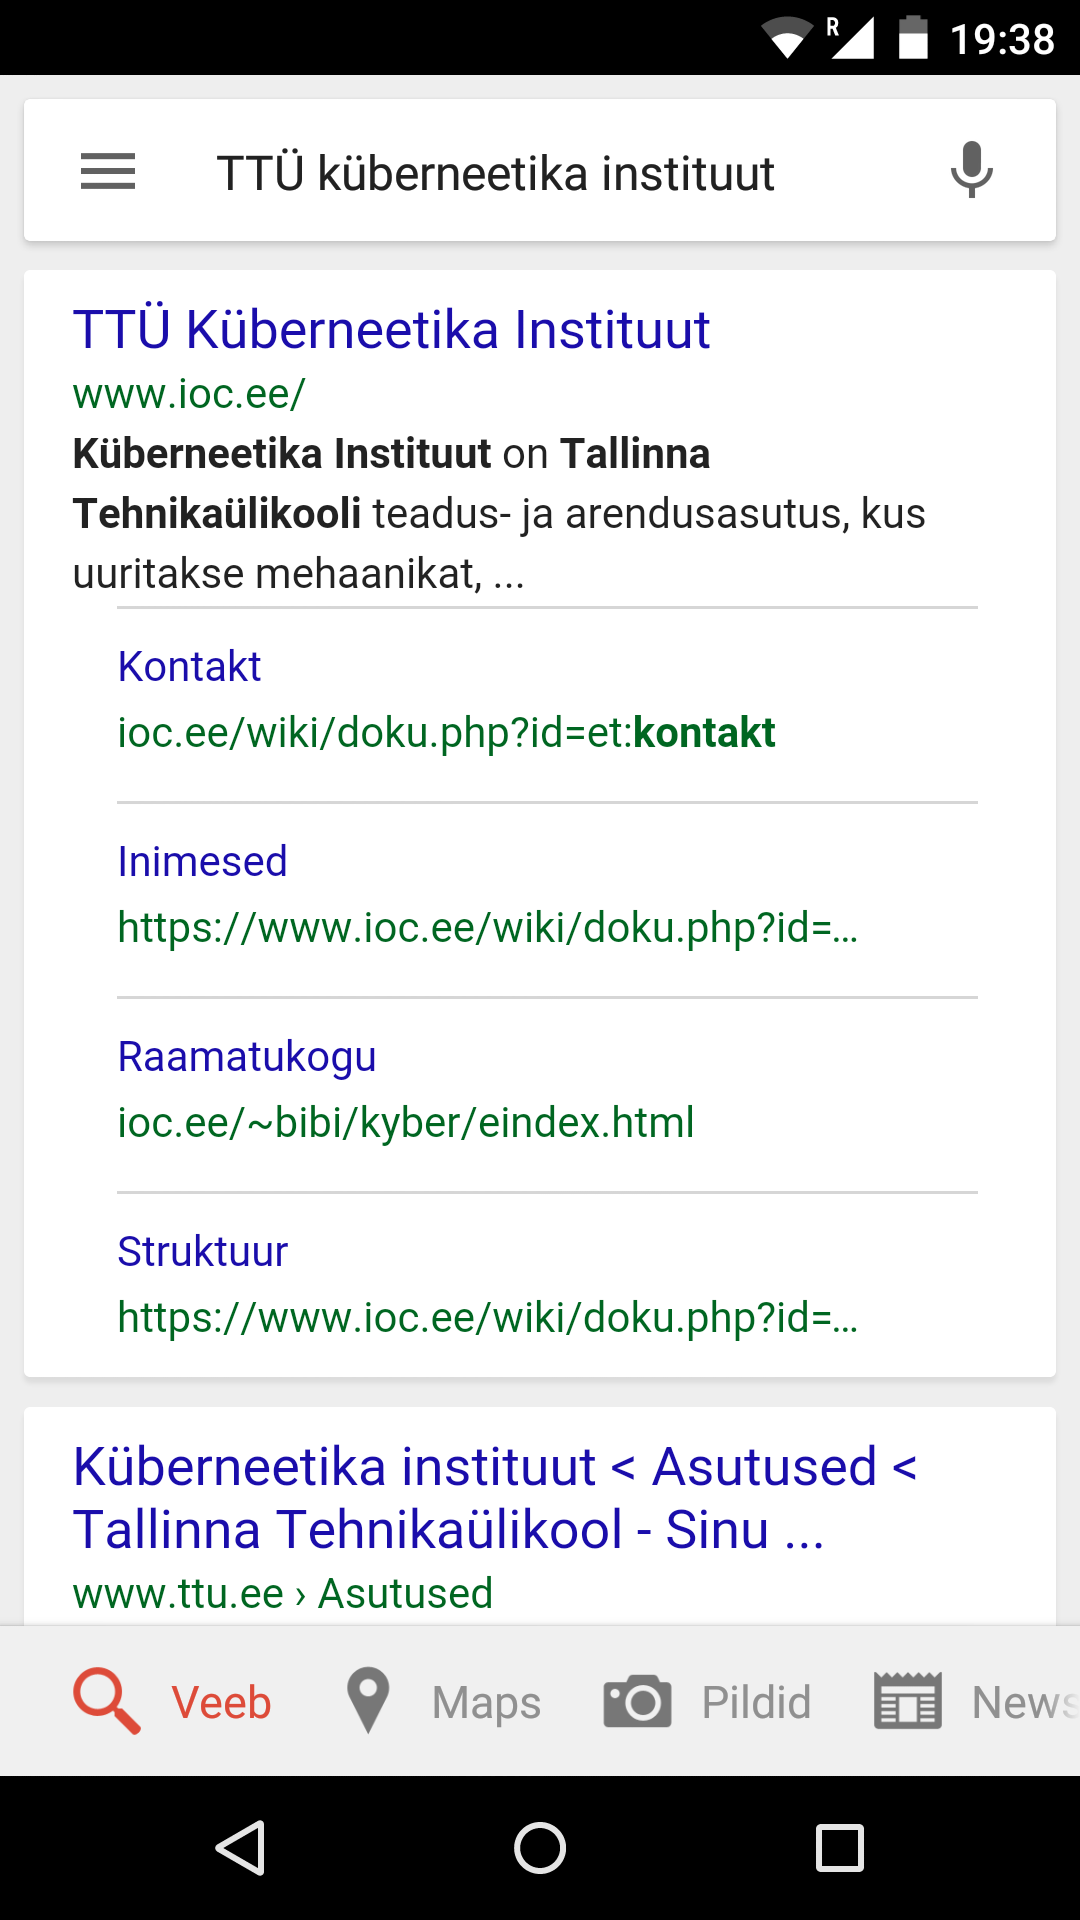 R 19:38
TTÜ küberneetika instituut
TTÜ Küberneetika Instituut
www.ioc.ee/
Küberneetika Instituut on Tallinna
Tehnikaülikooli teadus- ja arendusasutus, kus
uuritakse mehaanikat, ...
Kontakt
ioc.ee/wiki/doku.php?id=et:kontakt
Inimesed
https://www.ioc.ee/wiki/doku.php?id=...
Raamatukogu
ioc.ee/~bibi/kyber/eindex.html
Struktuur
https://www.ioc.ee/wiki/doku.php?id=...
Küberneetika instituut < Asutused <
Tallinna Tehnikaülikool - Sinu ...
www.ttu.ee › Asutused
Veeb Maps Pildid News